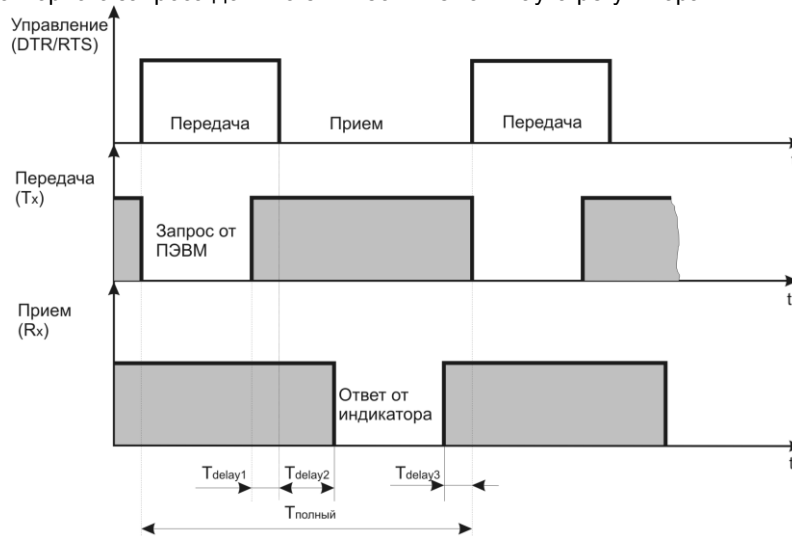 Управление
(DTR/RTS)
Передача
Прием
Передача
Передача
(Tx)
Запрос от
ПЭВМ
t
Прием
(Rx)
Ответ от
индикатора
t
Tdelay1
Tdelay2
Tdelay3
Tполный